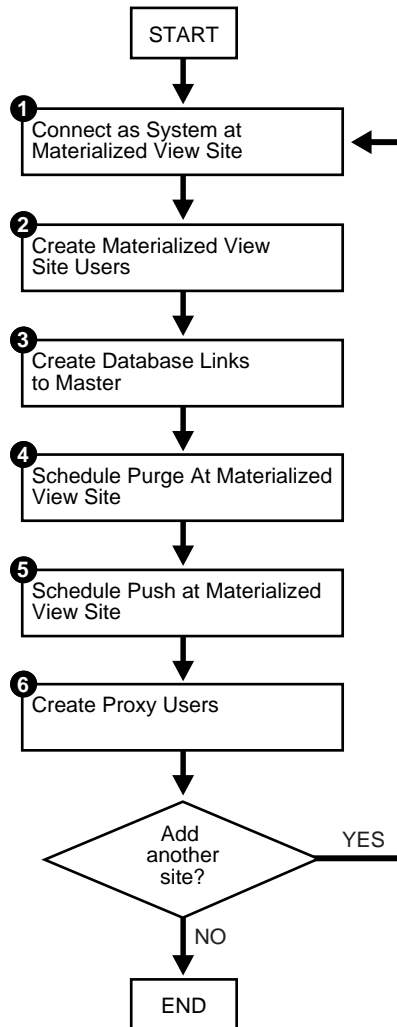 START
1
Connect as System at
Materialized View Site
2
Create Materialized View
Site Users
3
Create Database Links
to Master
4
Schedule Purge At Materialized
View Site
5
Schedule Push at Materialized
View Site
6
Create Proxy Users
Add
another
site?
YES
NO
END